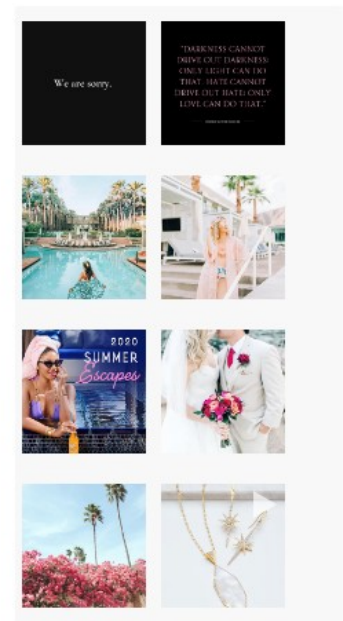 We are sorry.
"DARKNESS CANNOT
DRIVE OUT DARKNESS:
ONLY LIGHT CAN DO
THAT. HATE CANNOT
DRIVE OUT HATE; ONLY
LOVE CAN DO THAT."
2020
SUMMER
Escapes